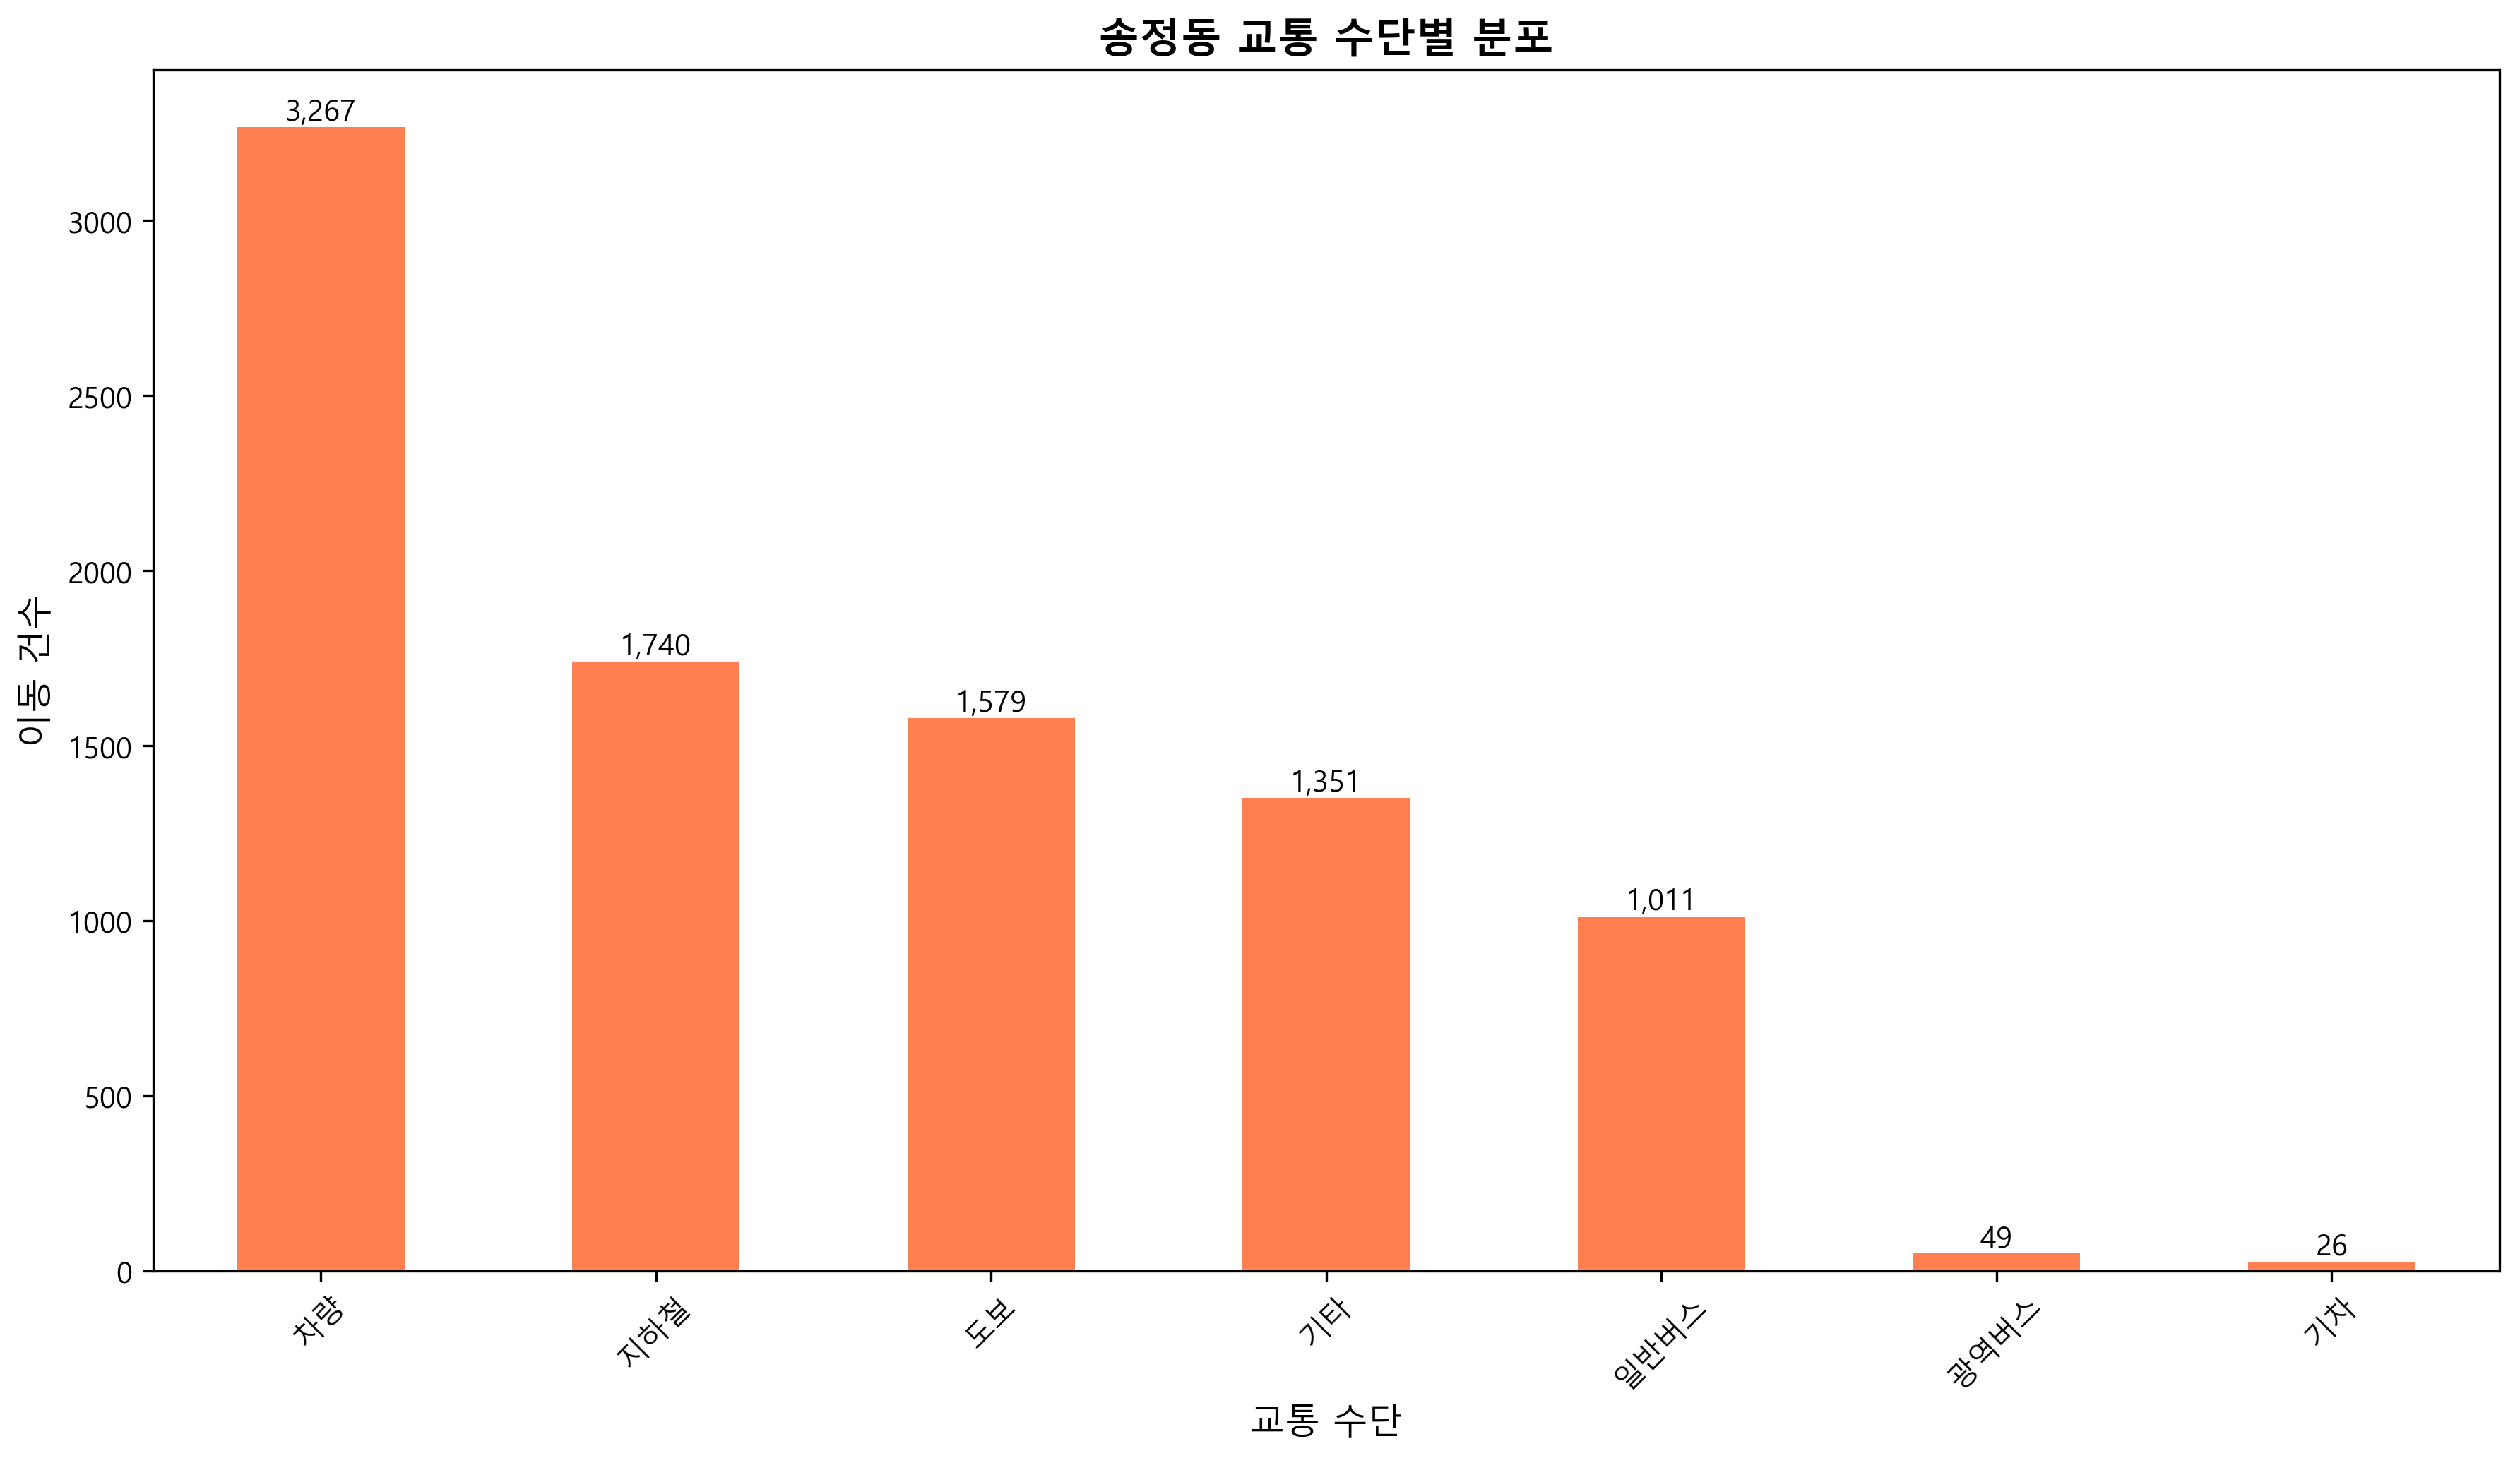 송정동 교통 수단별 분포
이동 건수
3000
2500
2000
1500
1000
500
0
3,267
1,740
1,579
1,351
1,011
49
26
차량
지하철
도보
기타
일반버스
광역버스
기차
교통 수단